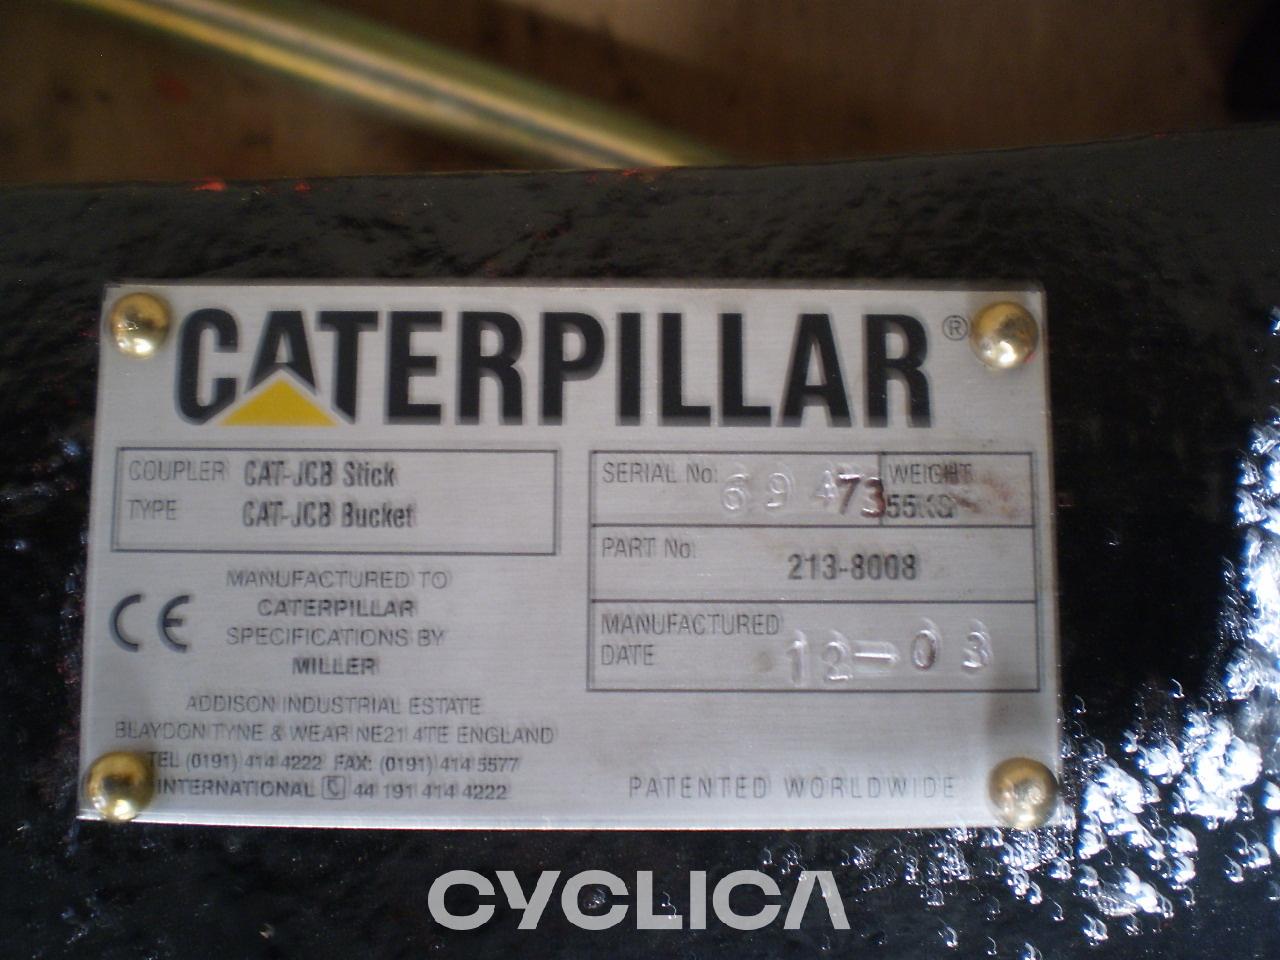 CATERPILLAR®
COUPLER CAT-JCB Stick
TYPE CAT-JCB Bucket
SERIAL No: 69473
WEIGHT
55KG
PART No:
213-8008
MANUFACTURED
DATE 12-03
CE
MANUFACTURED TO
CATERPILLAR
SPECIFICATIONS BY
MILLER
ADDISON INDUSTRIAL ESTATE
BLAYDON TYNE & WEAR NE21 4TE ENGLAND
TEL (0191) 414 4222 FAX: (0191) 414 5577
INTERNATIONAL 44 191 414 4222
PATENTED WORLDWIDE
CYCLICA